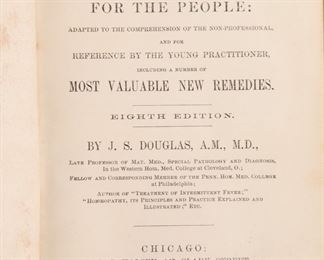 FOR THE PEOPLE:
ADAPTED TO THE COMPREHENSION OF THE NON-PROFESSIONAL,
AND FOR
REFERENCE BY THE YOUNG PRACTITIONER,
INCLUDING A NUMBER OF
MOST VALUABLE NEW REMEDIES.
EIGHTH EDITION.
BY J. S. DOUGLAS, A.M., M.D.,
LATE PROFESSOR OF MAT. MED., SPECIAL PATHOLOGY AND DIAGNOSIS,
In the Western Hom. Med. College at Cleveland, O.;
FELLOW AND CORRESPONDING MEMBER OF THE PENN. HOM. MED. COLLEGE
at Philadelphia;
AUTHOR OF "TREATMENT OF INTERMITTENT FEVER;"
"HOMŒOPATHY, ITS PRINCIPLES AND PRACTICE EXPLAINED AND
ILLUSTRATED;" ETC.
CHICAGO: